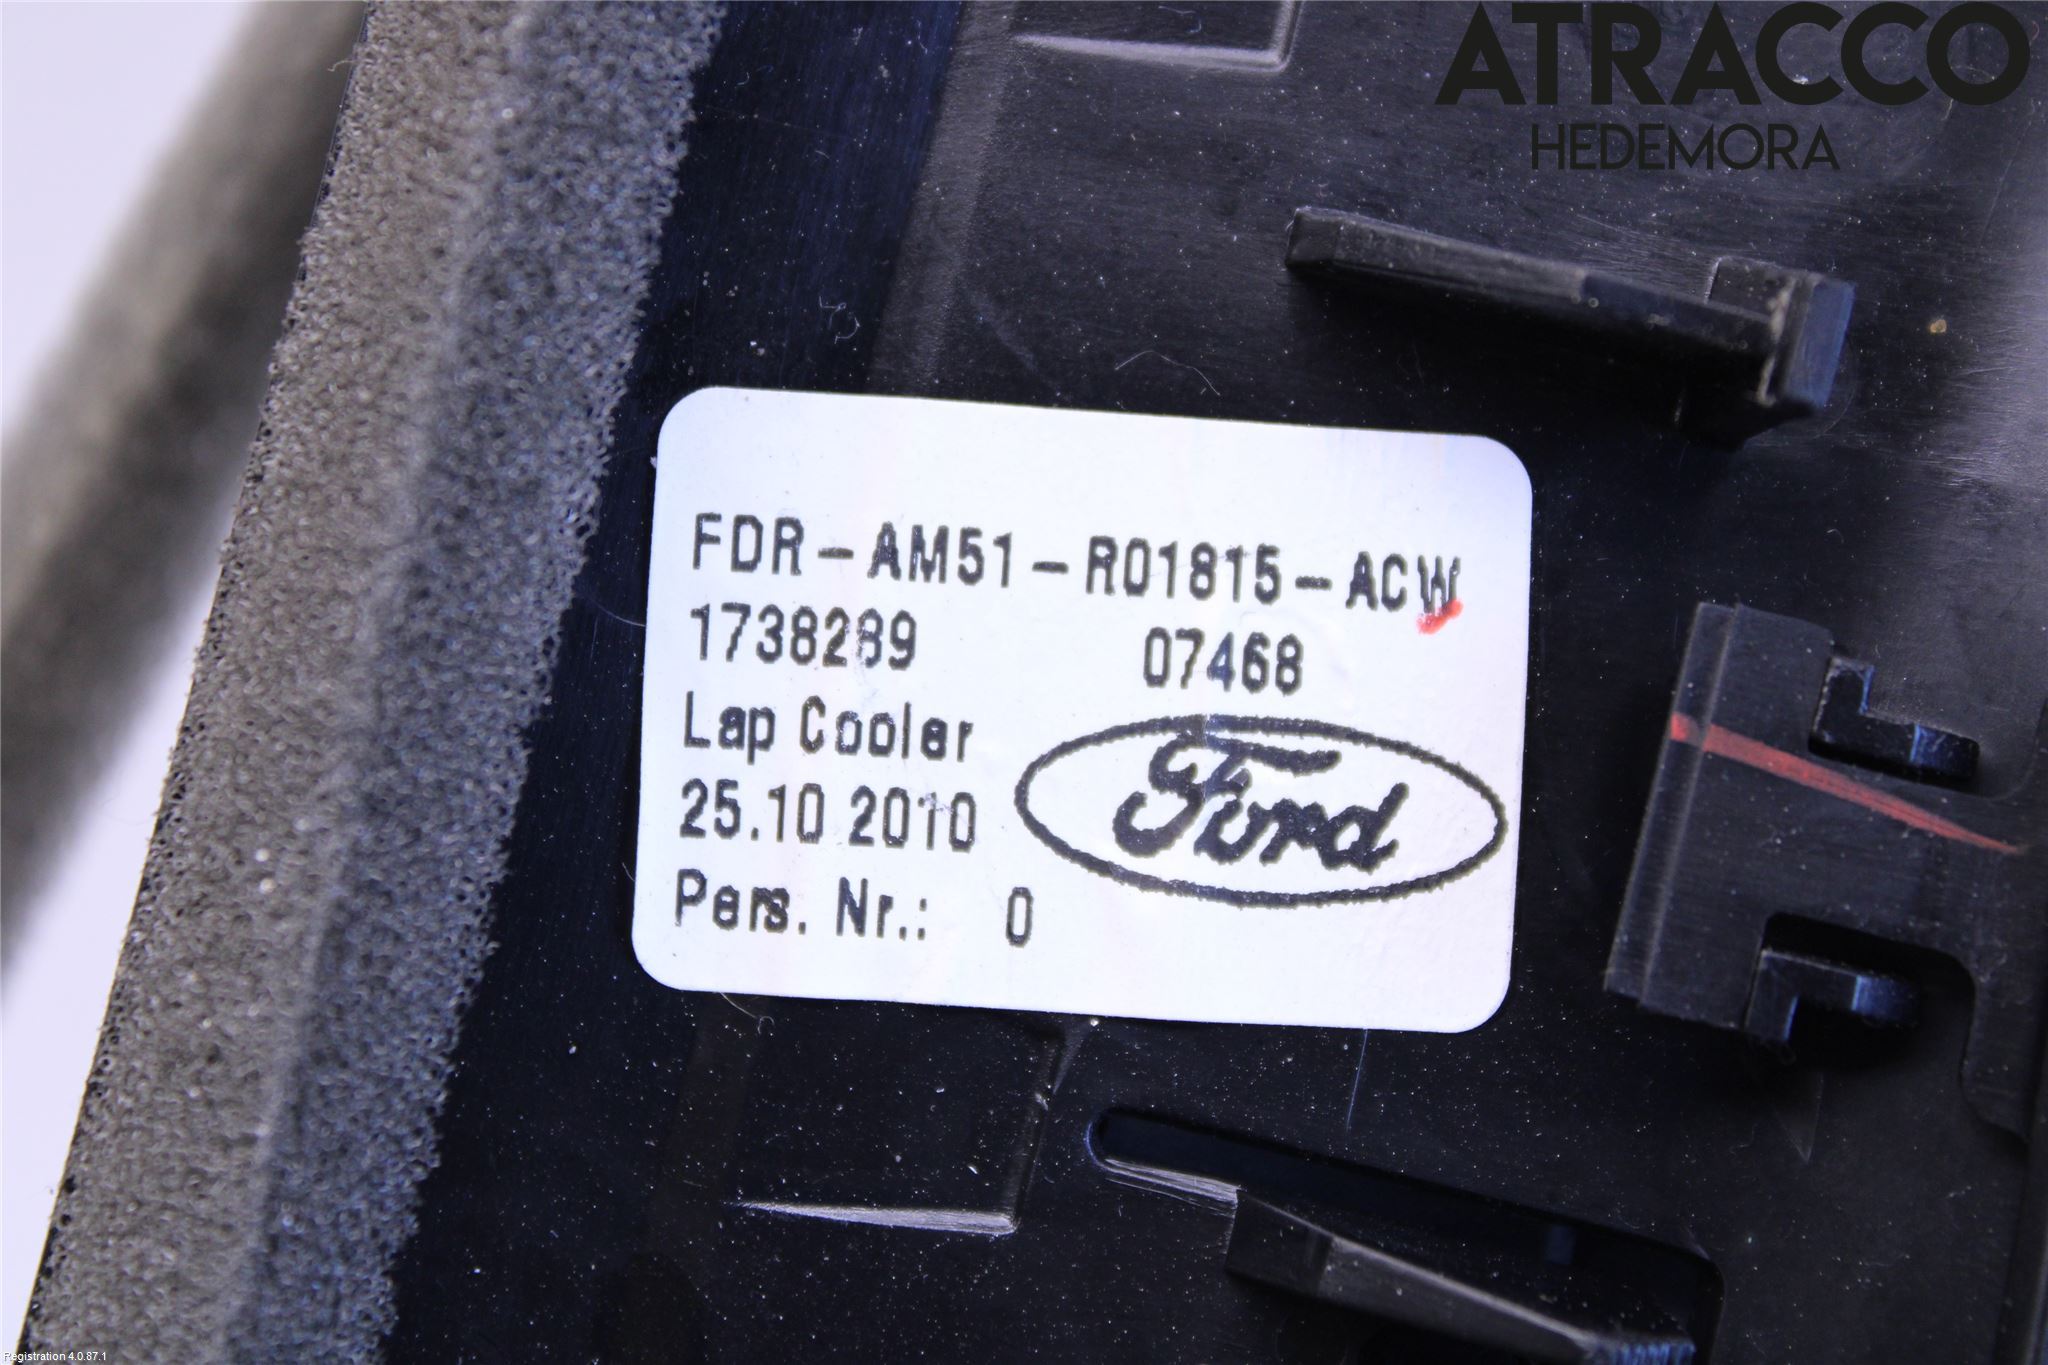 ATRACCO
HEDEMORA
FDR-AM51-R01815-ACW
1738289 07468
Lap Cooler
25.10 2010
Ford
Pers. Nr.: 0
Registration 4.0.87.1